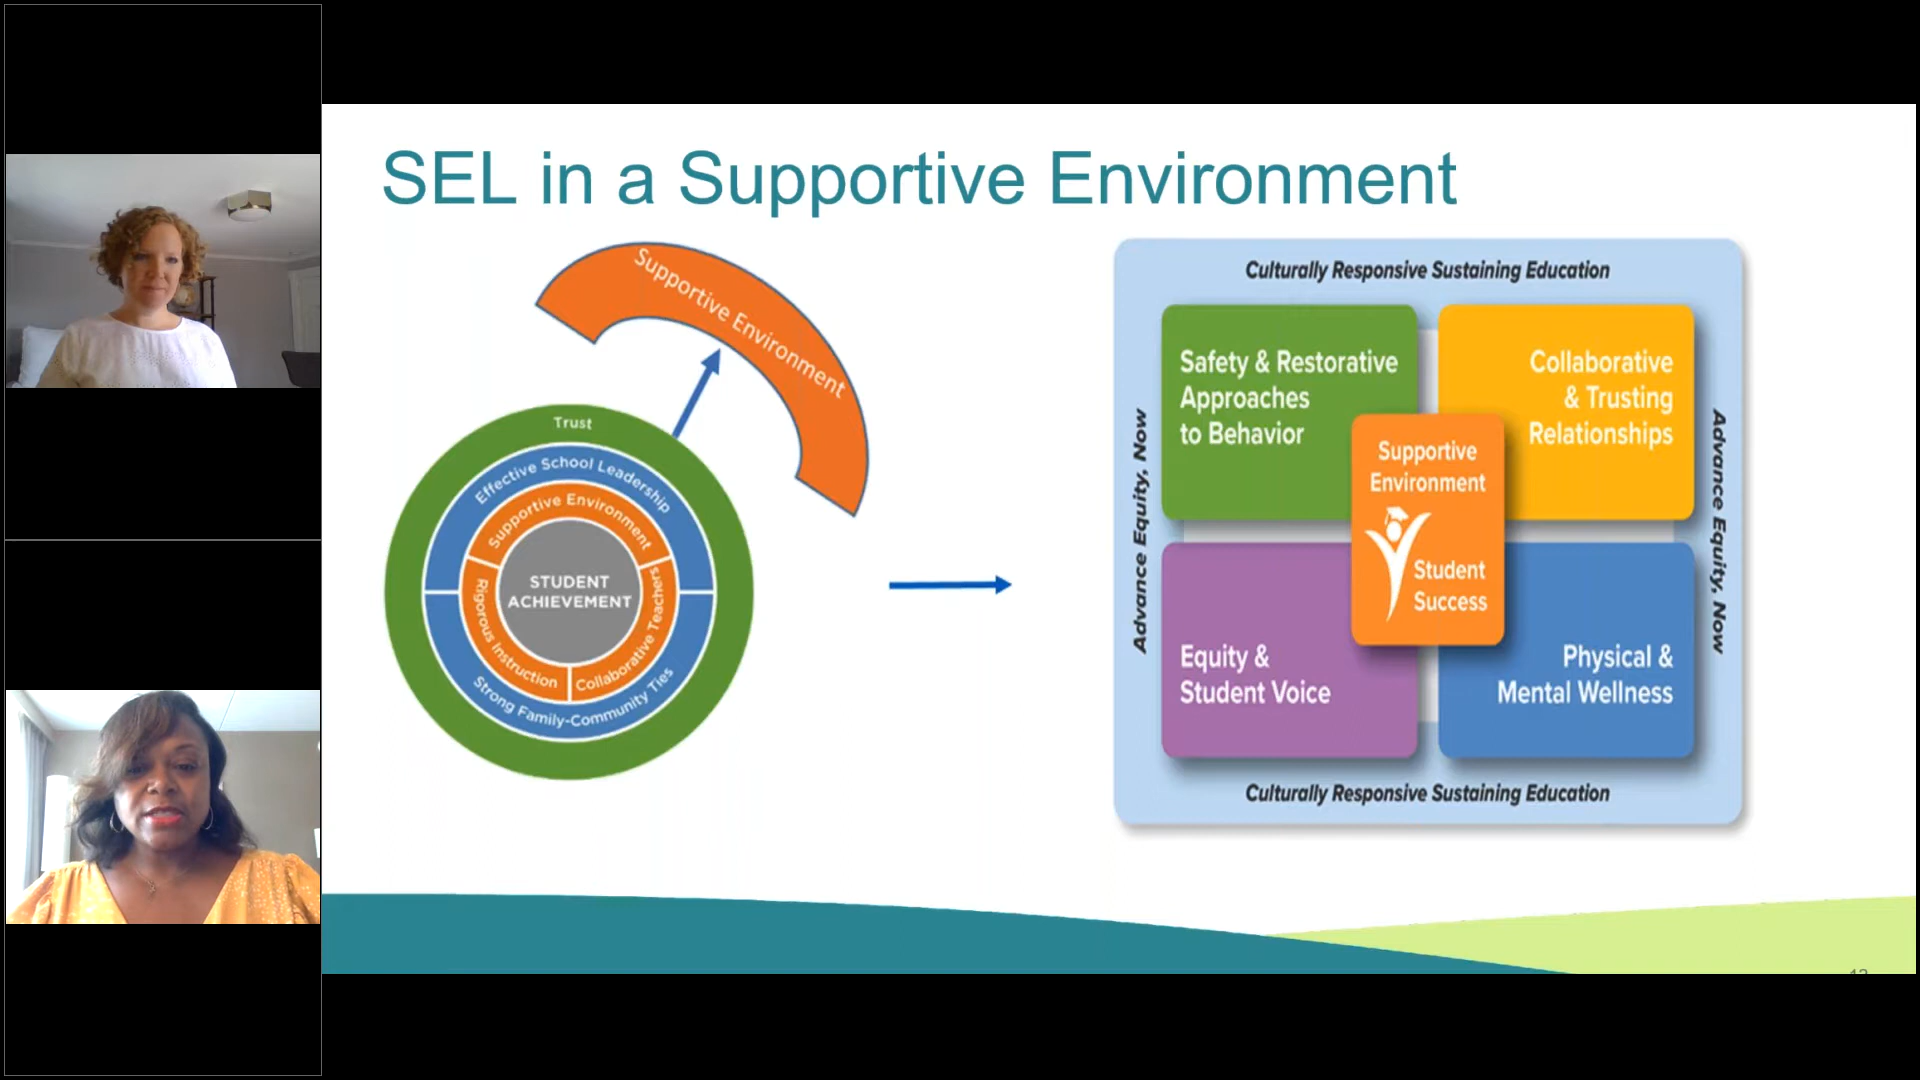 SEL in a Supportive Environment
Supportive Environment
Trust
Effective School Leadership
Supportive Environment
STUDENT
ACHIEVEMENT
Rigorous Instruction
Collaborative Teachers
Strong Family-Community Ties
Culturally Responsive Sustaining Education
Advance Equity, Now
Safety & Restorative
Approaches
to Behavior
Collaborative
& Trusting
Relationships
Supportive
Environment
Student
Success
Equity &
Student Voice
Physical &
Mental Wellness
Advance Equity, Now
Culturally Responsive Sustaining Education